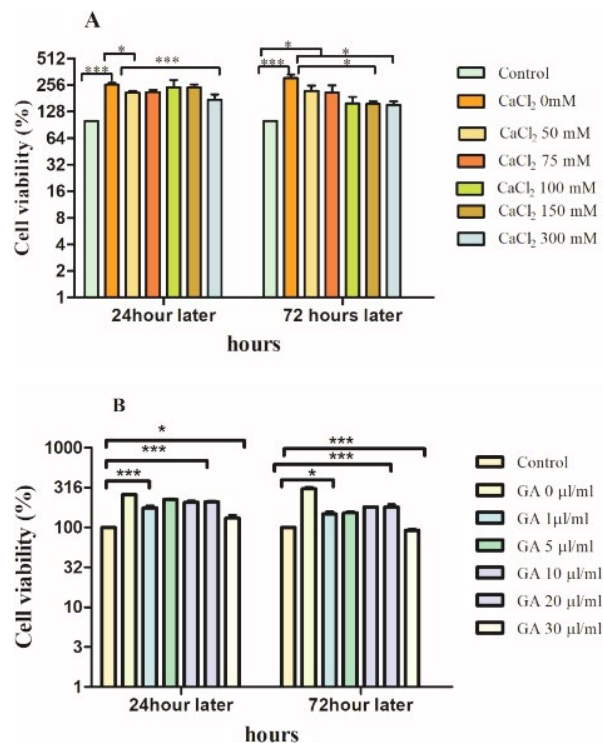 A
* ***
*** * * *
***
512
256
128
64
32
16
8
4
2
1
Cell viability (%)
24hour later 72 hours later
hours
Control
CaCl2 0mM
CaCl2 50 mM
CaCl2 75 mM
CaCl2 100 mM
CaCl2 150 mM
CaCl2 300 mM
B
*
***
***
***
***
*
1000
316
100
32
10
3
1
Cell viability (%)
24hour later 72hour later
hours
Control
GA 0 µl/ml
GA 1µl/ml
GA 5 µl/ml
GA 10 µl/ml
GA 20 µl/ml
GA 30 µl/ml